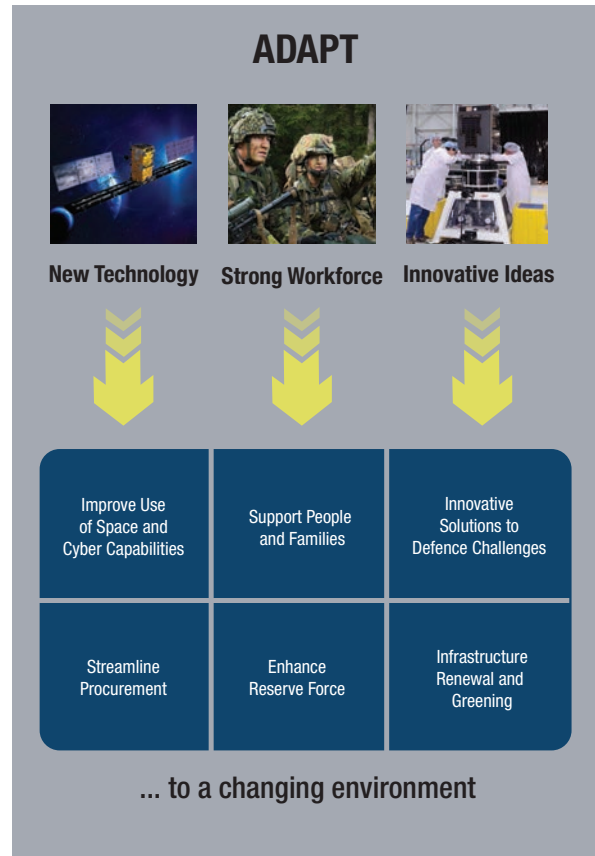 ADAPT
New Technology
Strong Workforce
Innovative Ideas
Improve Use
of Space and
Cyber Capabilities
Support People
and Families
Innovative
Solutions to
Defence Challenges
Streamline
Procurement
Enhance
Reserve Force
Infrastructure
Renewal and
Greening
... to a changing environment